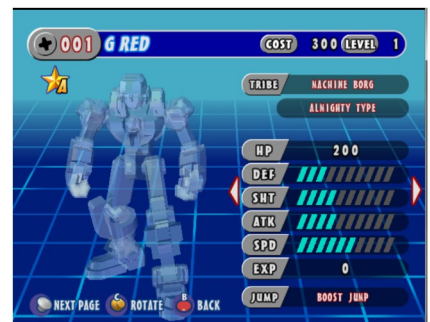 001 G RED COST 300 LEVEL 1
A
TRIBE MACHINE BORG
ALMIGHTY TYPE
HP 200
DEF
SHT
ATK
SPD
EXP 0
JUMP BOOST JUMP
NEXT PAGE C ROTATE B BACK